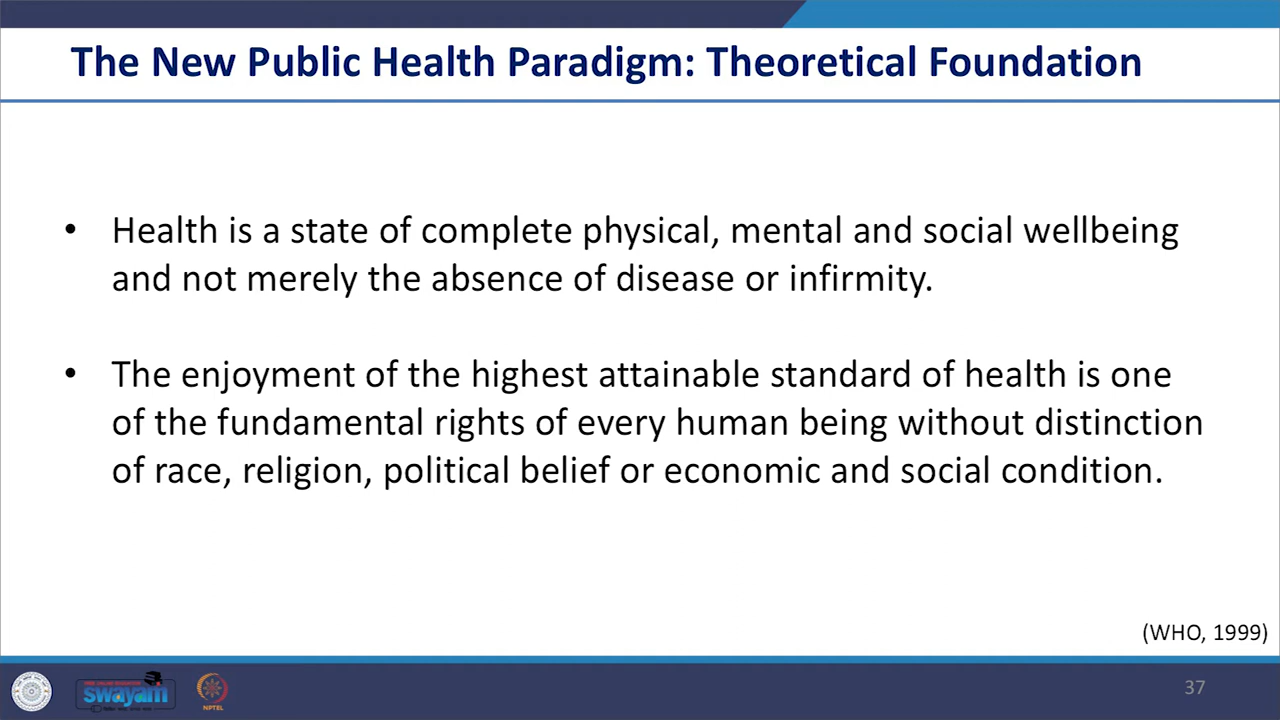 The New Public Health Paradigm: Theoretical Foundation
• Health is a state of complete physical, mental and social wellbeing
and not merely the absence of disease or infirmity.
• The enjoyment of the highest attainable standard of health is one
of the fundamental rights of every human being without distinction
of race, religion, political belief or economic and social condition.
(WHO, 1999)
swayam
NPTEL
37